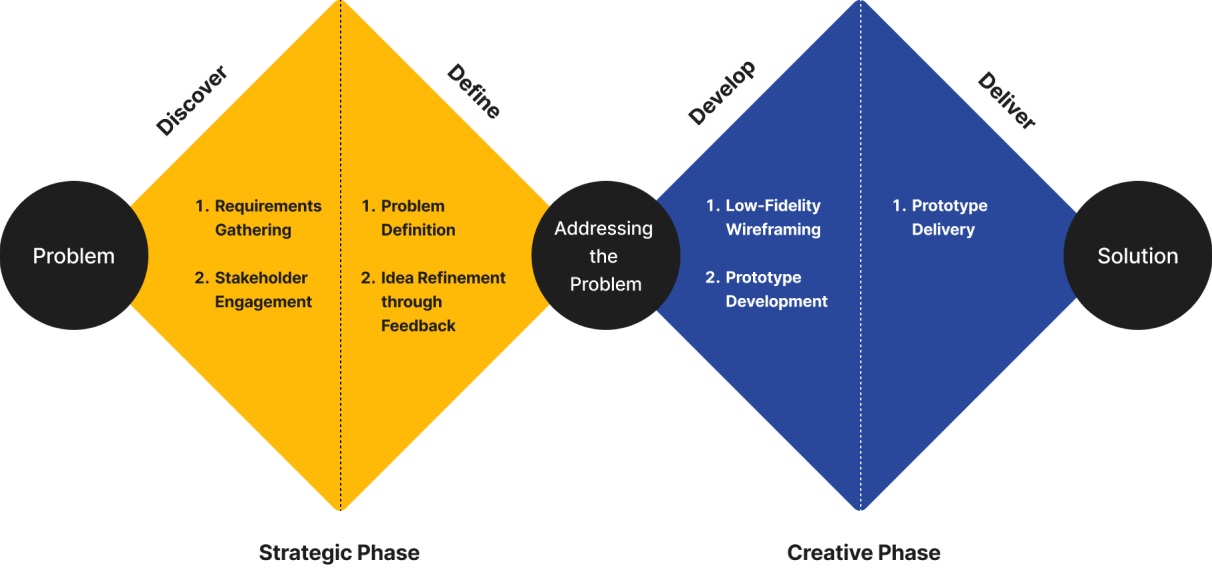 Discover
Define
Develop
Deliver
Problem
1. Requirements
Gathering
2. Stakeholder
Engagement
1. Problem
Definition
2. Idea Refinement
through
Feedback
Addressing
the
Problem
1. Low-Fidelity
Wireframing
2. Prototype
Development
1. Prototype
Delivery
Solution
Strategic Phase
Creative Phase